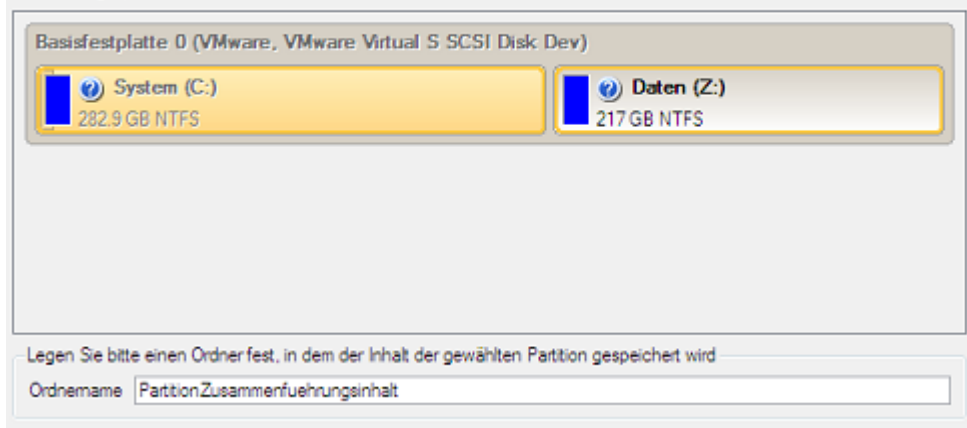 Basisfestplatte 0 (VMware, VMware Virtual S SCSI Disk Dev)
System (C:)
282.9 GB NTFS
Daten (Z:)
217 GB NTFS
Legen Sie bitte einen Ordner fest, in dem der Inhalt der gewählten Partition gespeichert wird
Ordnername PartitionZusammenfuehrungsinhalt